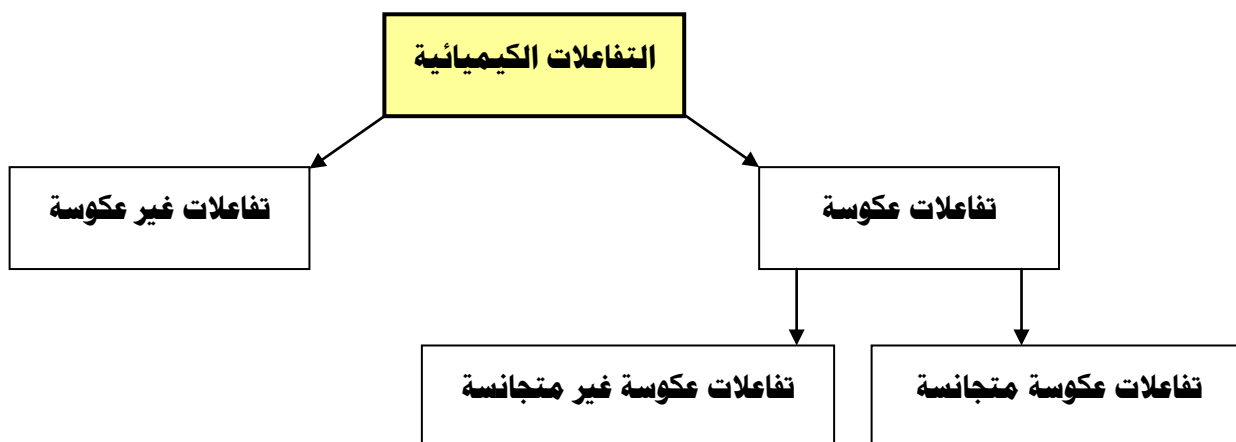 التفاعلات الكيميائية
تفاعلات عكوسة
تفاعلات غير عكوسة
تفاعلات عكوسة متجانسة
تفاعلات عكوسة غير متجانسة